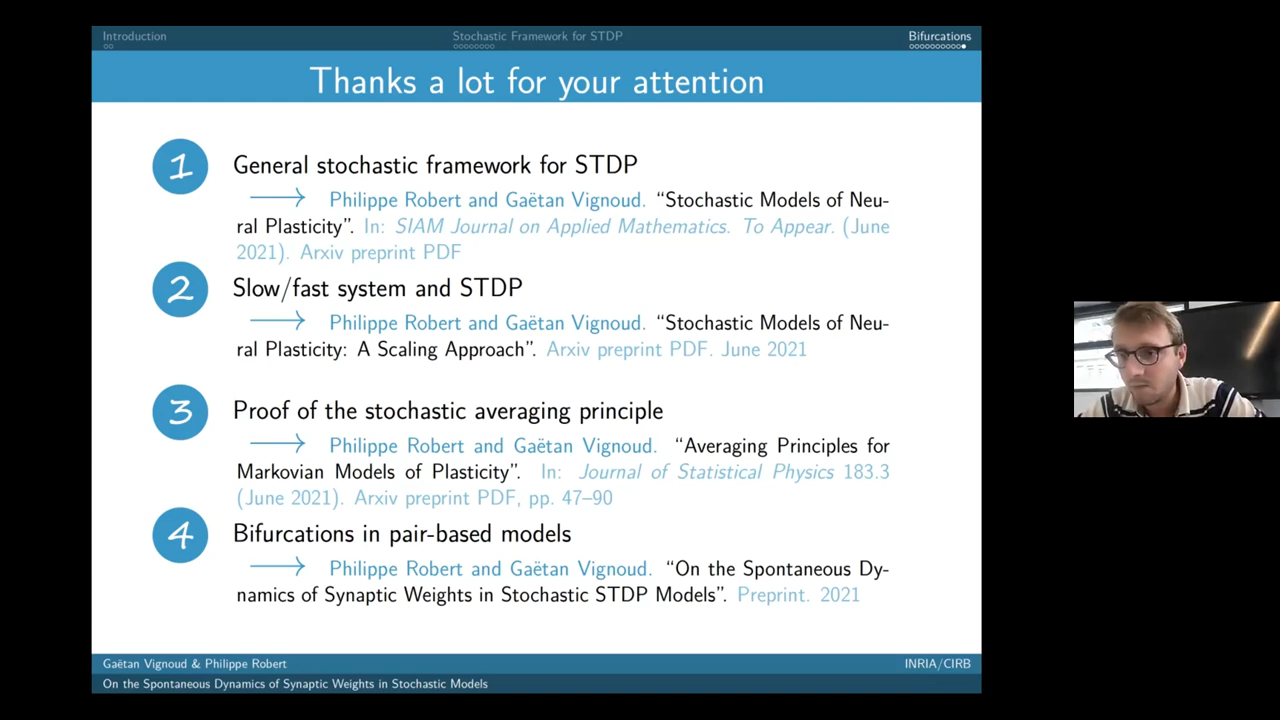 Introduction
Stochastic Framework for STDP
Bifurcations
Thanks a lot for your attention
1
General stochastic framework for STDP
⟶ Philippe Robert and Gaëtan Vignoud. “Stochastic Models of Neu-
ral Plasticity”. In: SIAM Journal on Applied Mathematics. To Appear. (June
2021). Arxiv preprint PDF
2
Slow/fast system and STDP
⟶ Philippe Robert and Gaëtan Vignoud. “Stochastic Models of Neu-
ral Plasticity: A Scaling Approach”. Arxiv preprint PDF. June 2021
3
Proof of the stochastic averaging principle
⟶ Philippe Robert and Gaëtan Vignoud. “Averaging Principles for
Markovian Models of Plasticity”. In: Journal of Statistical Physics 183.3
(June 2021). Arxiv preprint PDF, pp. 47–90
4
Bifurcations in pair-based models
⟶ Philippe Robert and Gaëtan Vignoud. “On the Spontaneous Dy-
namics of Synaptic Weights in Stochastic STDP Models”. Preprint. 2021
Gaëtan Vignoud & Philippe Robert
INRIA/CIRB
On the Spontaneous Dynamics of Synaptic Weights in Stochastic Models